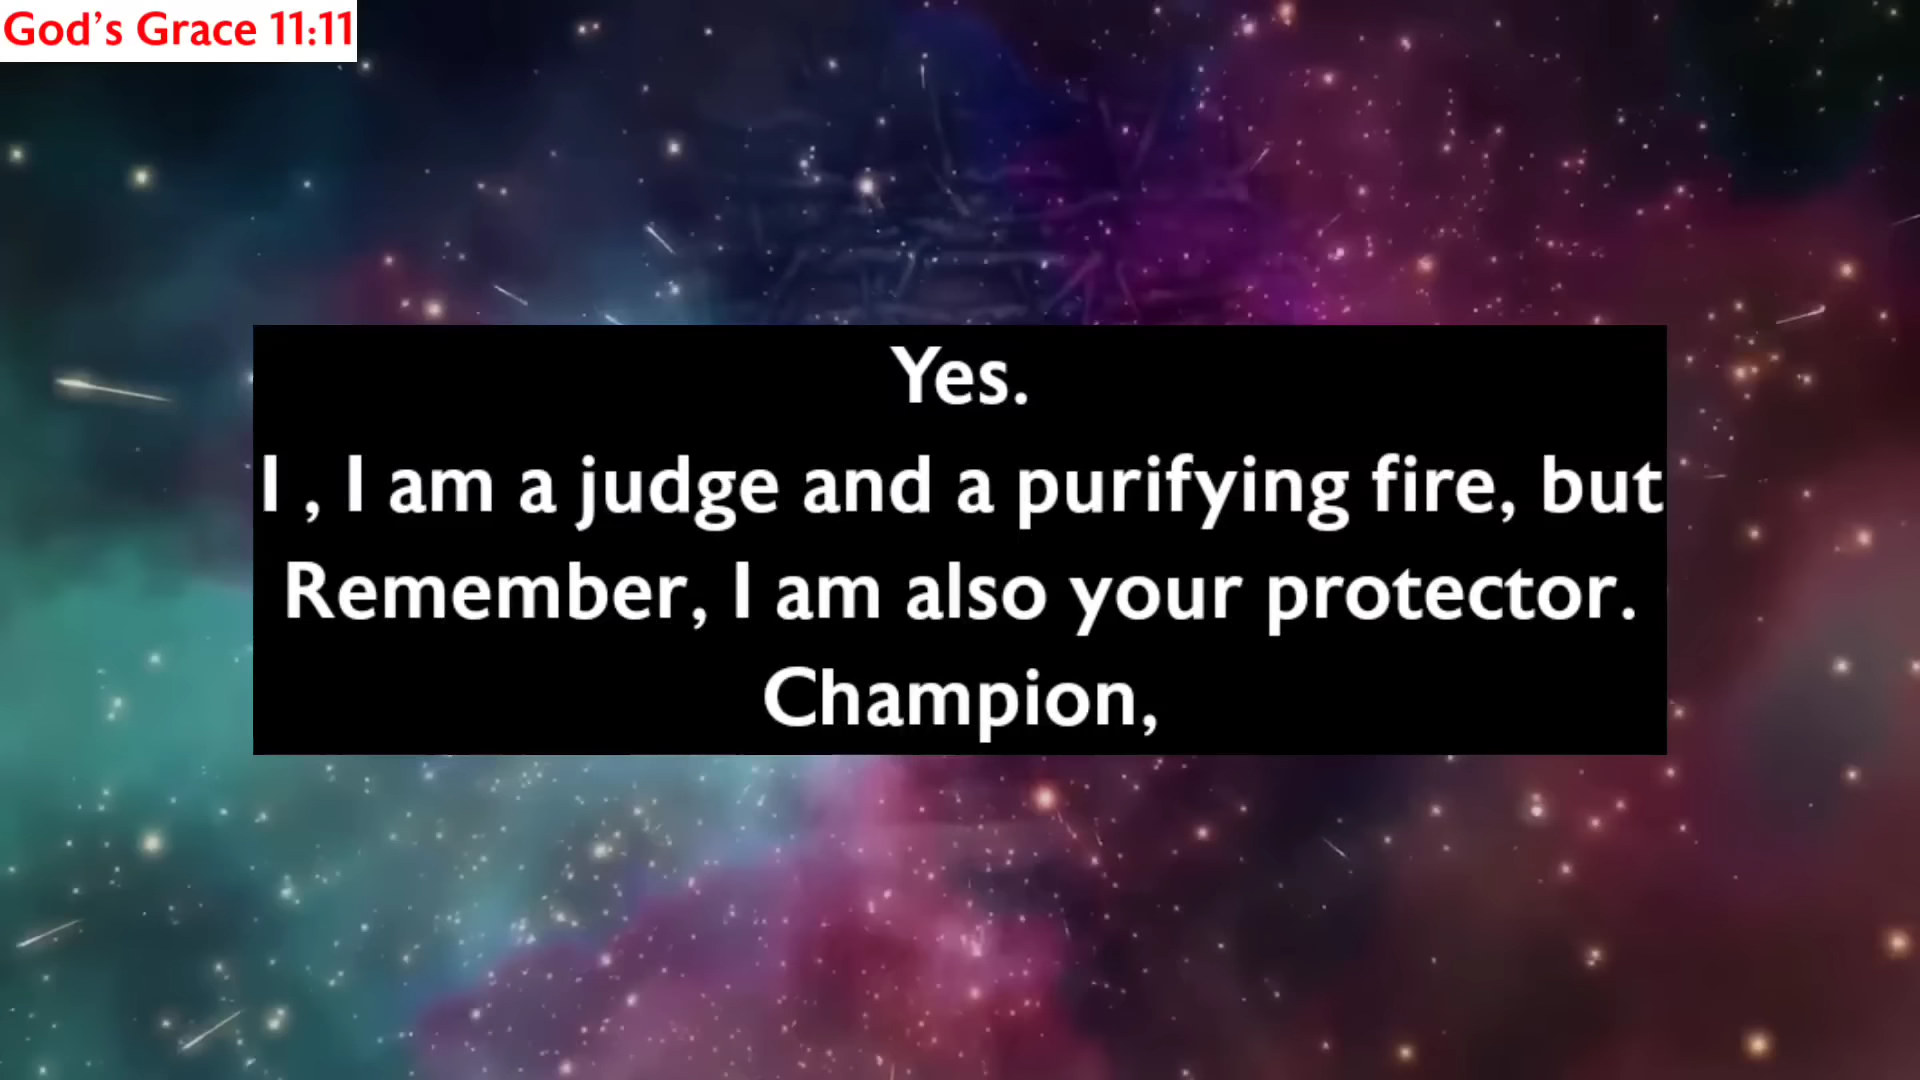 God's Grace 11:11
Yes.
I , I am a judge and a purifying fire, but
Remember, I am also your protector.
Champion,